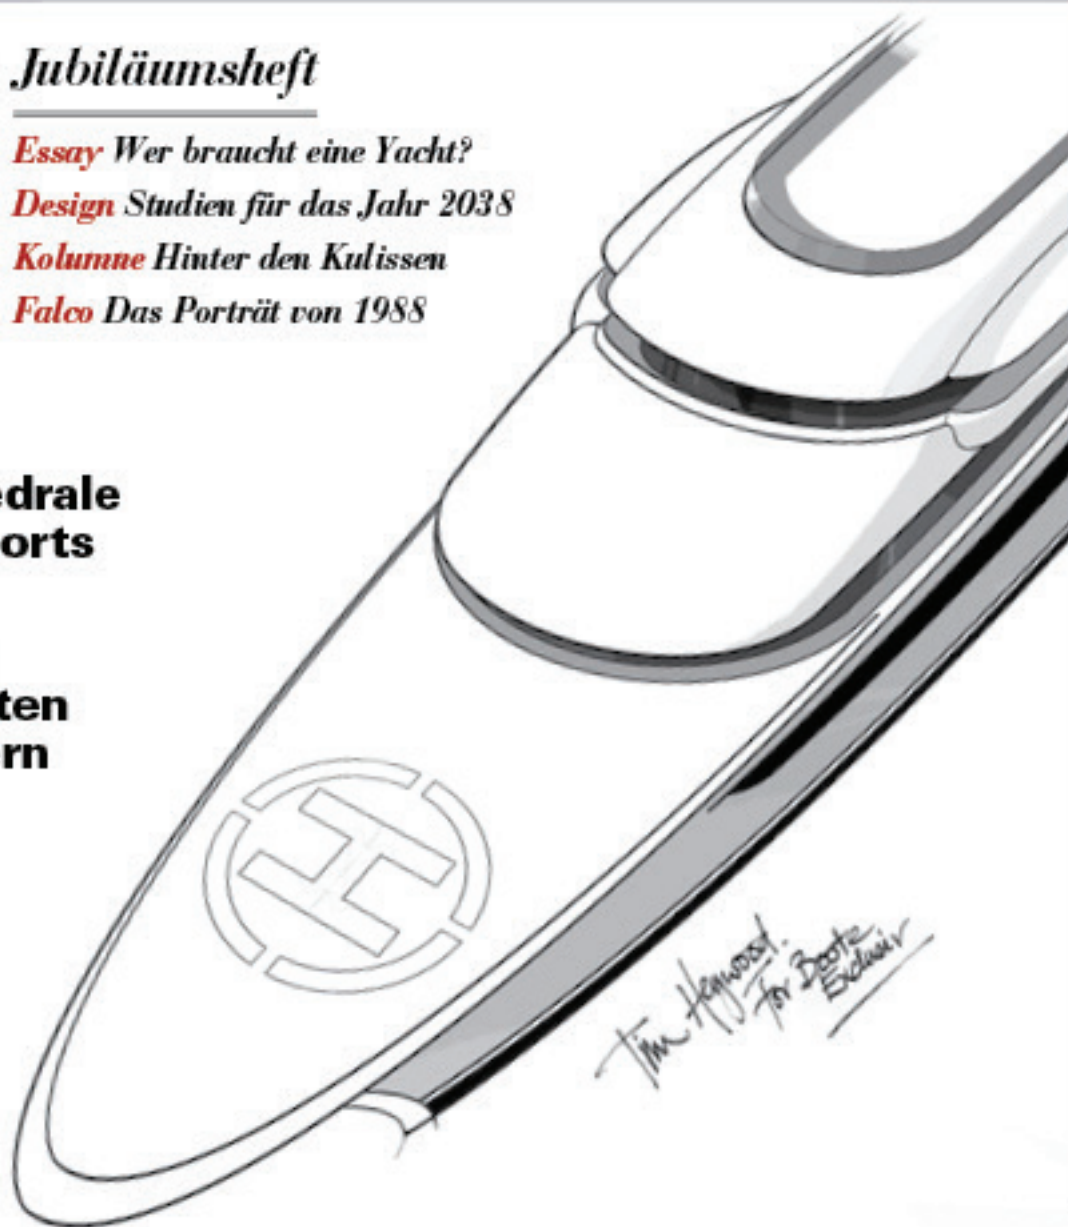 Jubiläumsheft
Essay Wer braucht eine Yacht?
Design Studien für das Jahr 2038
Kolumne Hinter den Kulissen
Falco Das Porträt von 1988
edrale
orts
ten
rn
H
Tim Heywood.
For Boote
Exclusiv